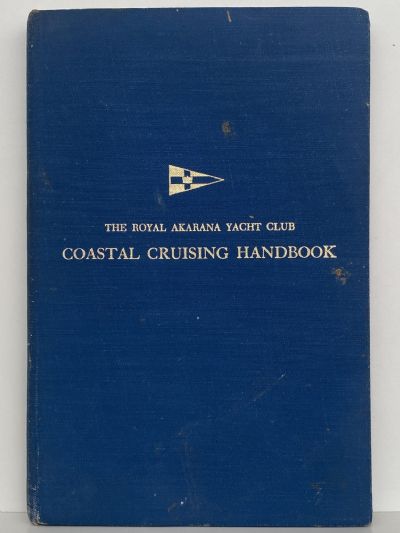 THE ROYAL AKARANA YACHT CLUB
COASTAL CRUISING HANDBOOK